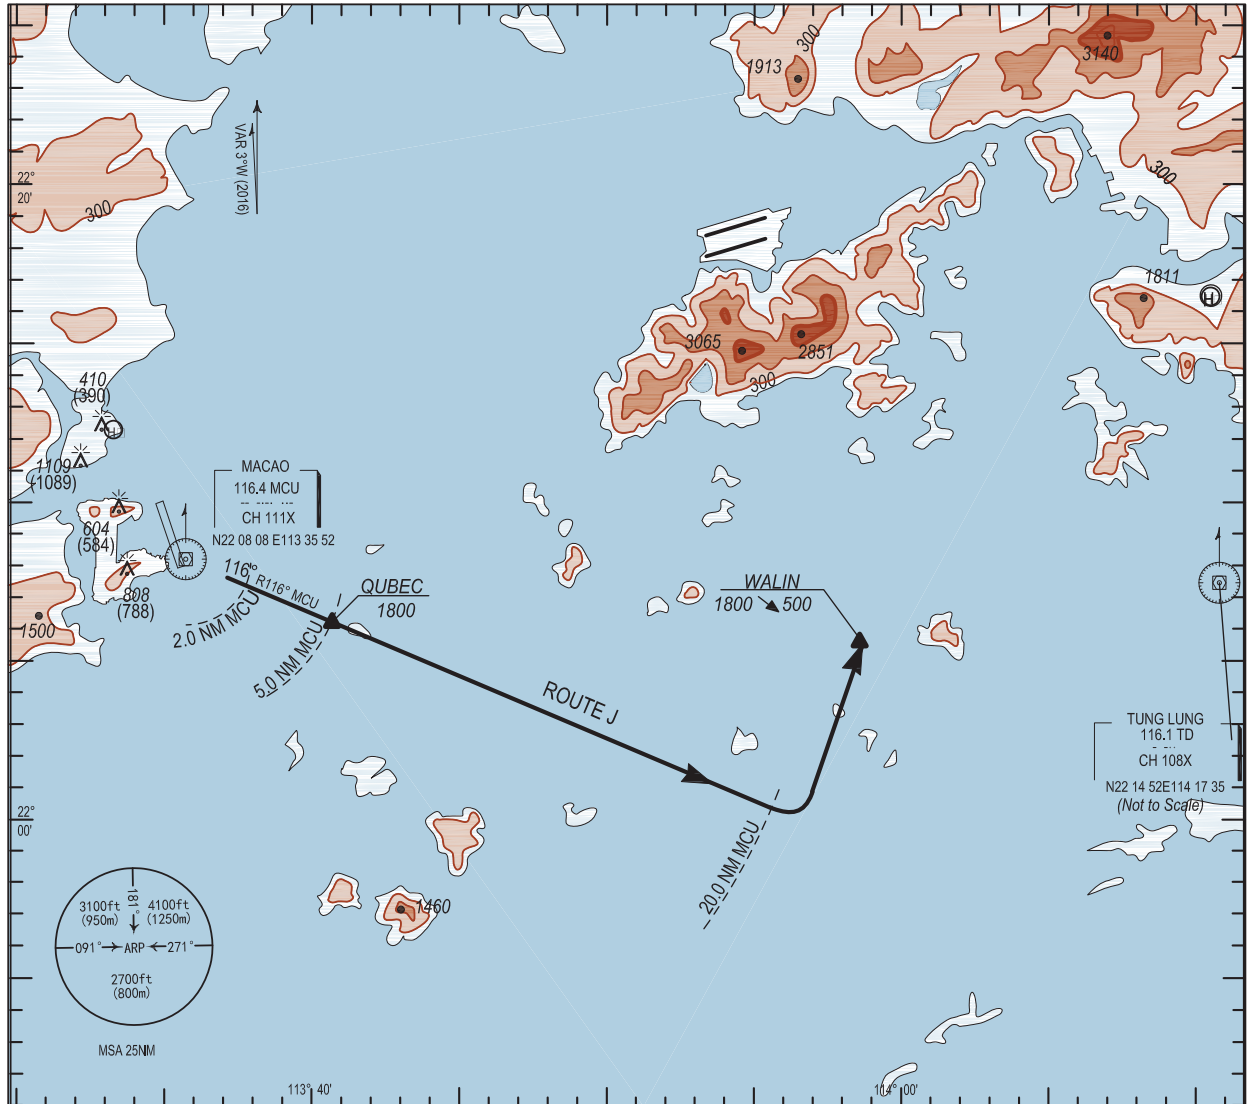 300
1913
3140
VAR 3°W (2016)
22°
20'
300
300
1811
H
3065
2851
300
410
(390)
H
1109
(1089)
MACAO
116.4 MCU
CH 111X
N22 08 08 E113 35 52
604
(584)
116°
R116° MCU
QUBEC
1800
WALIN
1800 ↘ 500
808
(788)
1500
2.0 NM MCU
5.0 NM MCU
ROUTE J
TUNG LUNG
116.1 TD
CH 108X
N22 14 52E114 17 35
(Not to Scale)
22°
00'
20.0 NM MCU
1460
181°
3100ft
(950m)
4100ft
(1250m)
091° → ARP ← 271°
2700ft
(800m)
MSA 25NM
113° 40'
114° 00'